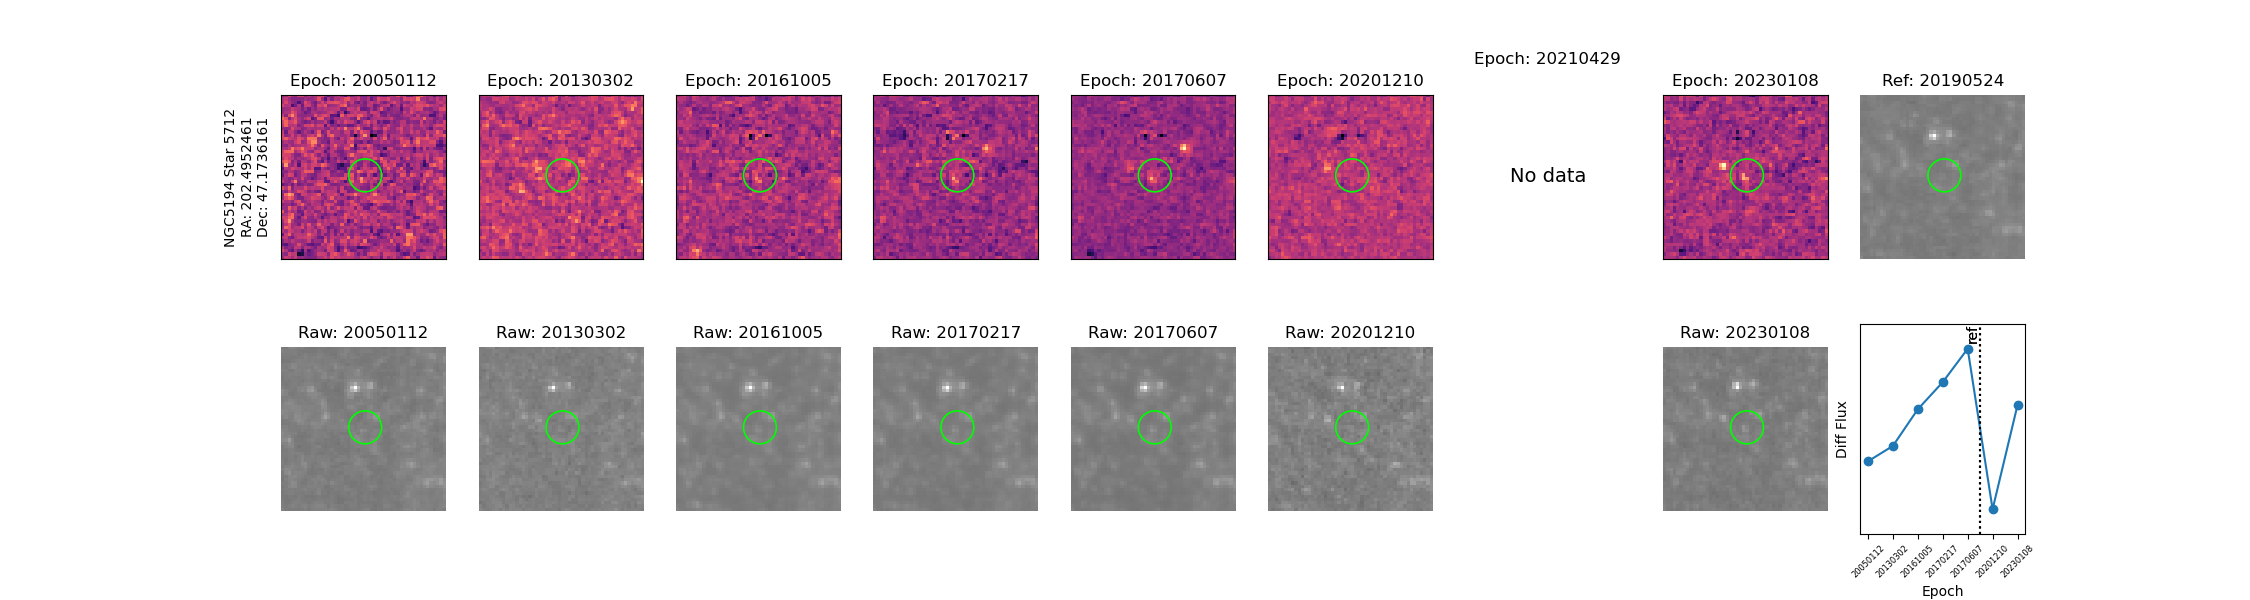 NGC5194 Star 5712
RA: 202.4952461
Dec: 47.1736161
Epoch: 20050112
Epoch: 20130302
Epoch: 20161005
Epoch: 20170217
Epoch: 20170607
Epoch: 20201210
Epoch: 20210429
No data
Epoch: 20230108
Ref: 20190524
Raw: 20050112
Raw: 20130302
Raw: 20161005
Raw: 20170217
Raw: 20170607
Raw: 20201210
Raw: 20230108
ref
Diff Flux
20050112
20130302
20161005
20170217
20170607
20201210
20230108
Epoch